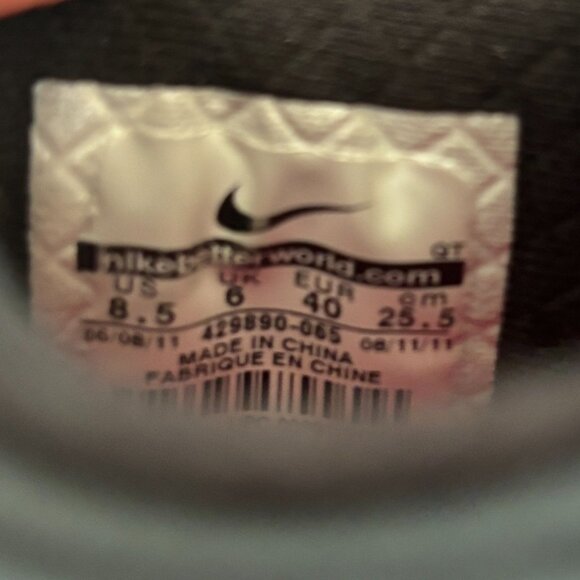 QT
nikebetterworld.com
US UK EUR cm
8.5 6 40 25.5
06/08/11 429890-065 08/11/11
MADE IN CHINA
FABRIQUE EN CHINE